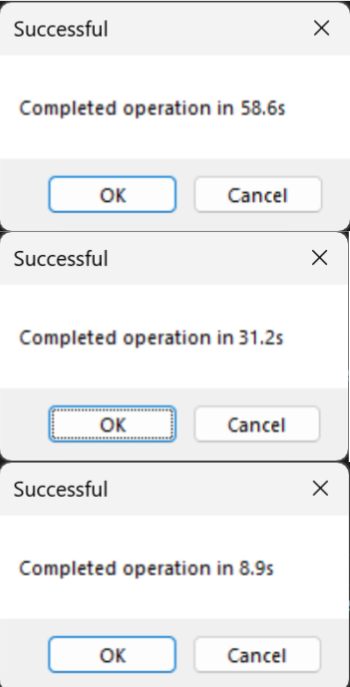 Successful
Completed operation in 58.6s
OK Cancel
Successful
Completed operation in 31.2s
OK Cancel
Successful
Completed operation in 8.9s
OK Cancel